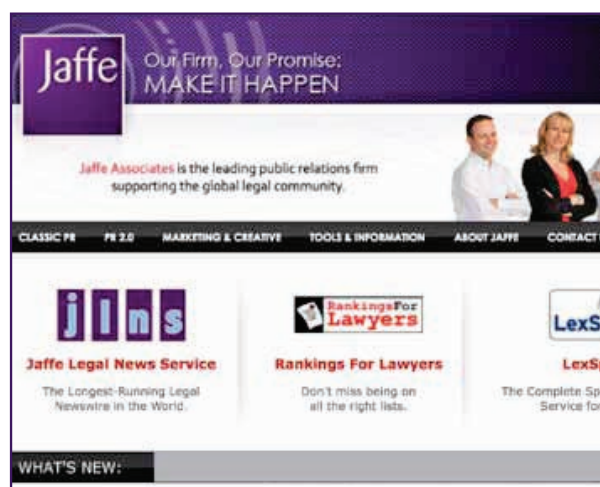 Jaffe
Our Firm, Our Promise:
MAKE IT HAPPEN
Jaffe Associates is the leading public relations firm
supporting the global legal community.
CLASSIC PR PR 2.0 MARKETING & CREATIVE TOOLS & INFORMATION ABOUT JAFFE CONTACT
jlns
RankingsFor
Lawyers
LexS
Jaffe Legal News Service
Rankings For Lawyers
LexSp
The Longest-Running Legal
Newswire in the World.
Don't miss being on
all the right lists.
The Complete Sp
Service for
WHAT'S NEW: